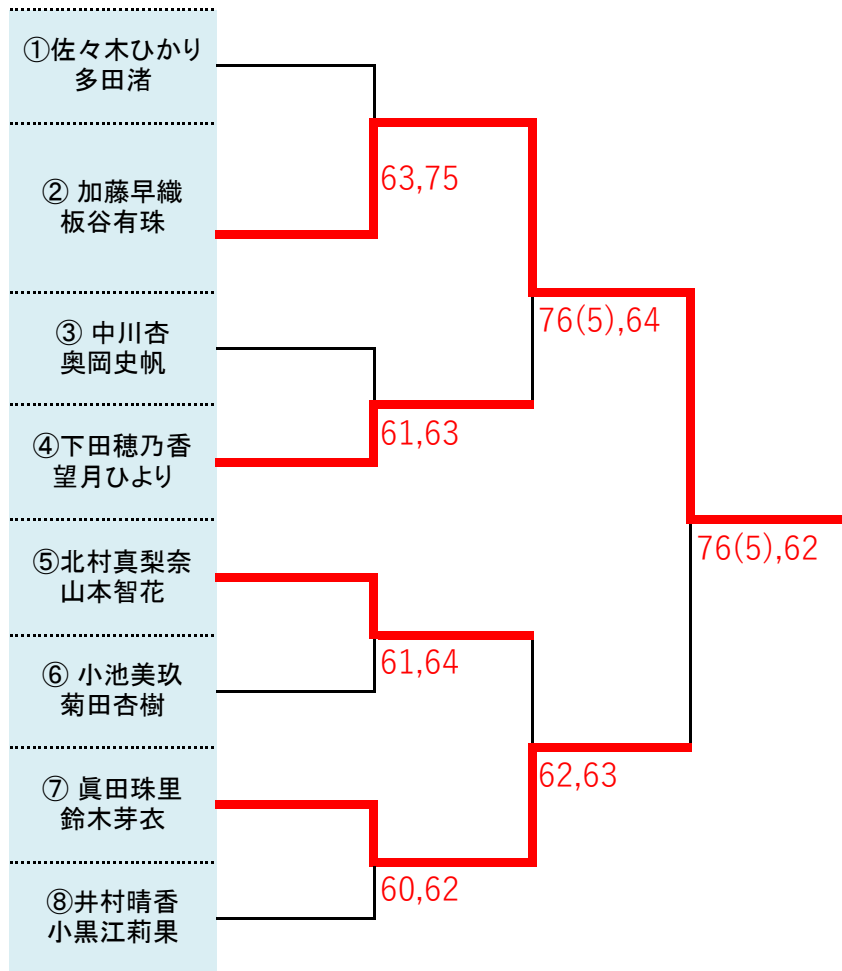 ①佐々木ひかり
多田渚
② 加藤早織
板谷有珠
63,75
③ 中川杏
奥岡史帆
76(5),64
④下田穂乃香
望月ひより
61,63
⑤北村真梨奈
山本智花
76(5),62
⑥ 小池美玖
菊田杏樹
61,64
⑦ 眞田珠里
鈴木芽衣
62,63
⑧井村晴香
小黒江莉果
60,62